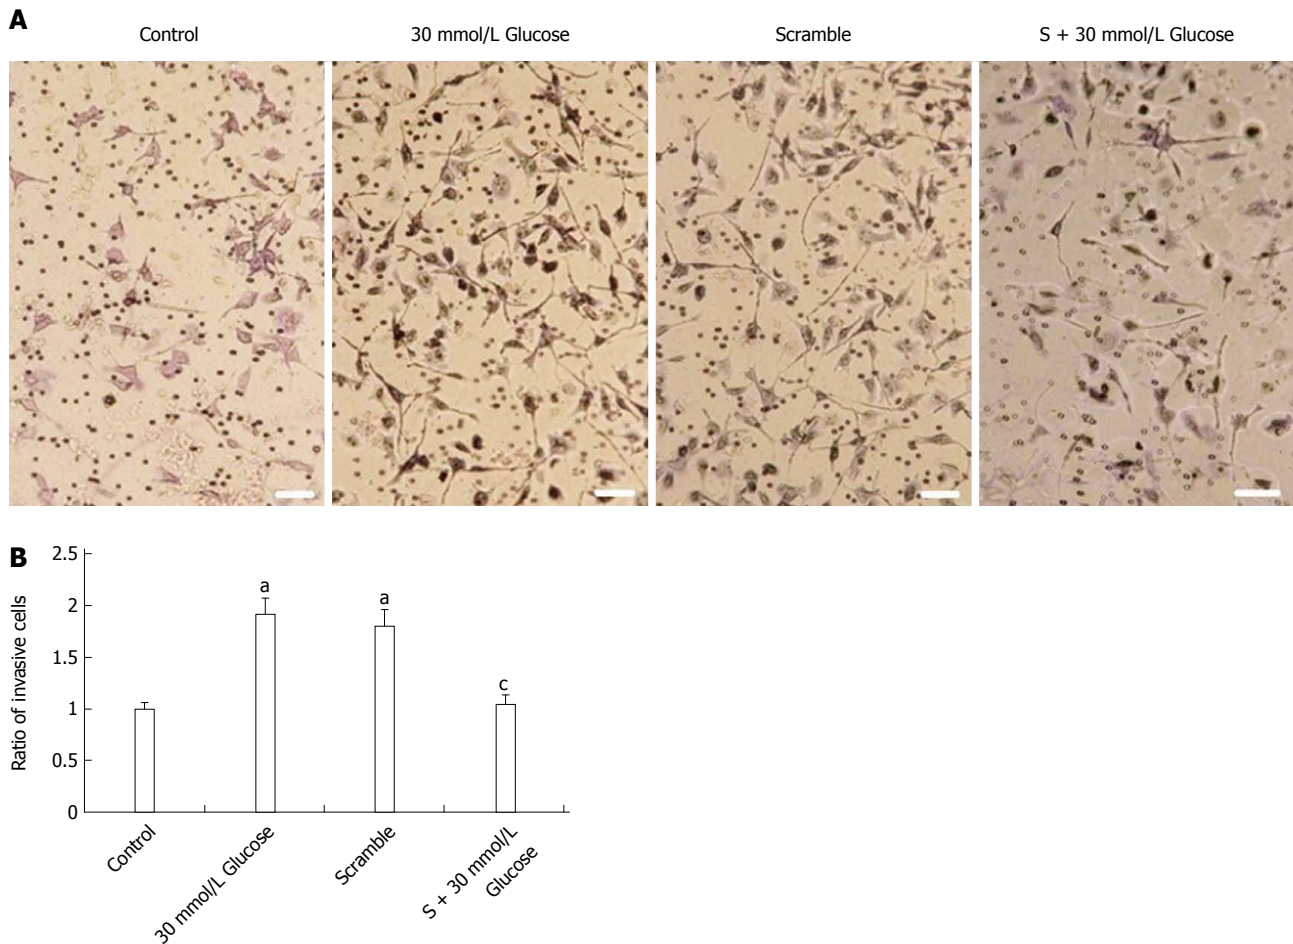 A
Control
30 mmol/L Glucose
Scramble
S + 30 mmol/L Glucose
B
Ratio of invasive cells
2.5
2
1.5
1
0.5
0
a
a
c
Control
30 mmol/L Glucose
Scramble
S + 30 mmol/L
Glucose